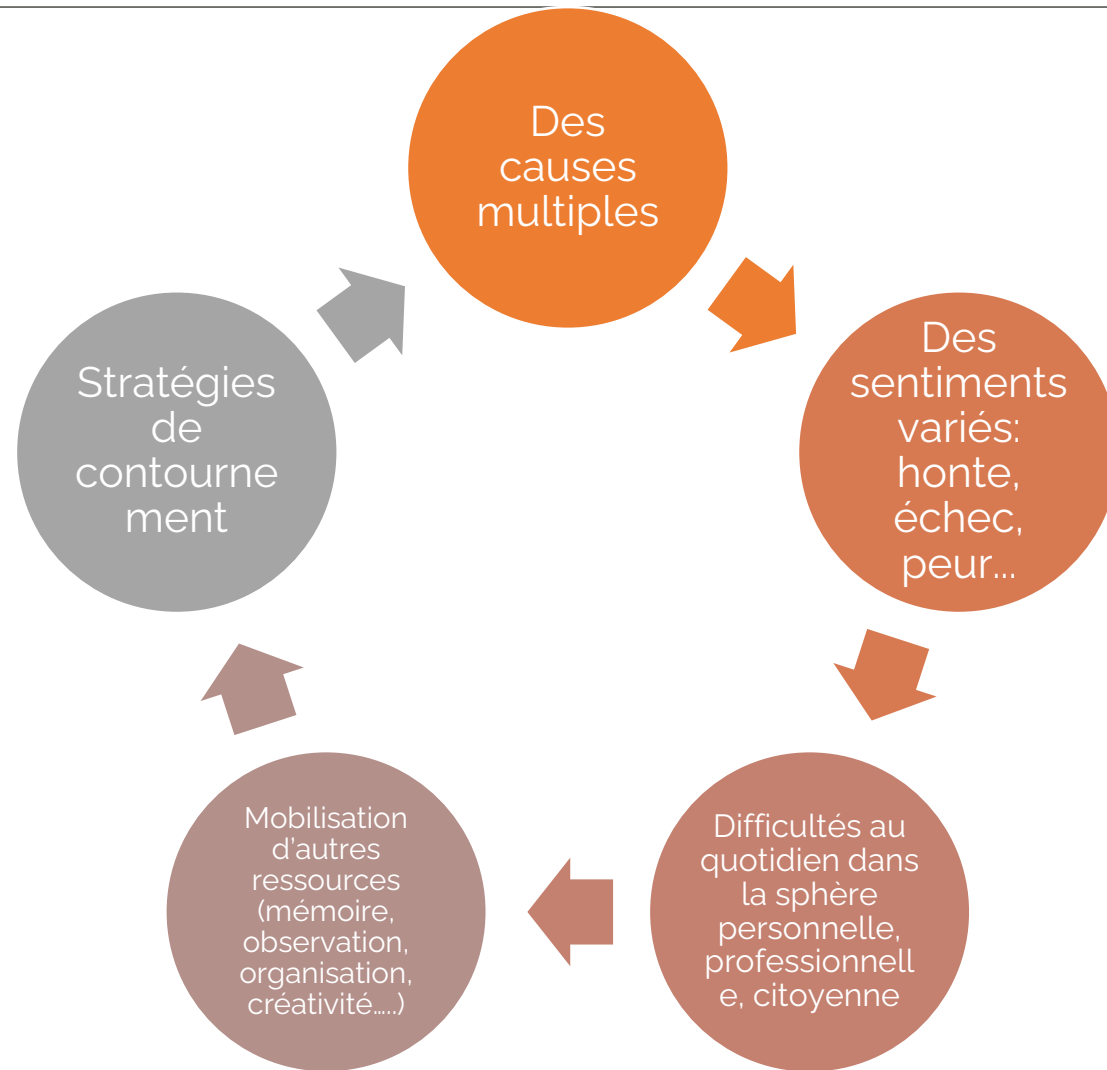 Des
causes
multiples
Des
sentiments
variés:
honte,
échec,
peur...
Difficultés au
quotidien dans
la sphère
personnelle,
professionnell
e, citoyenne
Mobilisation
d'autres
ressources
(mémoire,
observation,
organisation,
créativité.....)
Stratégies
de
contourne
ment